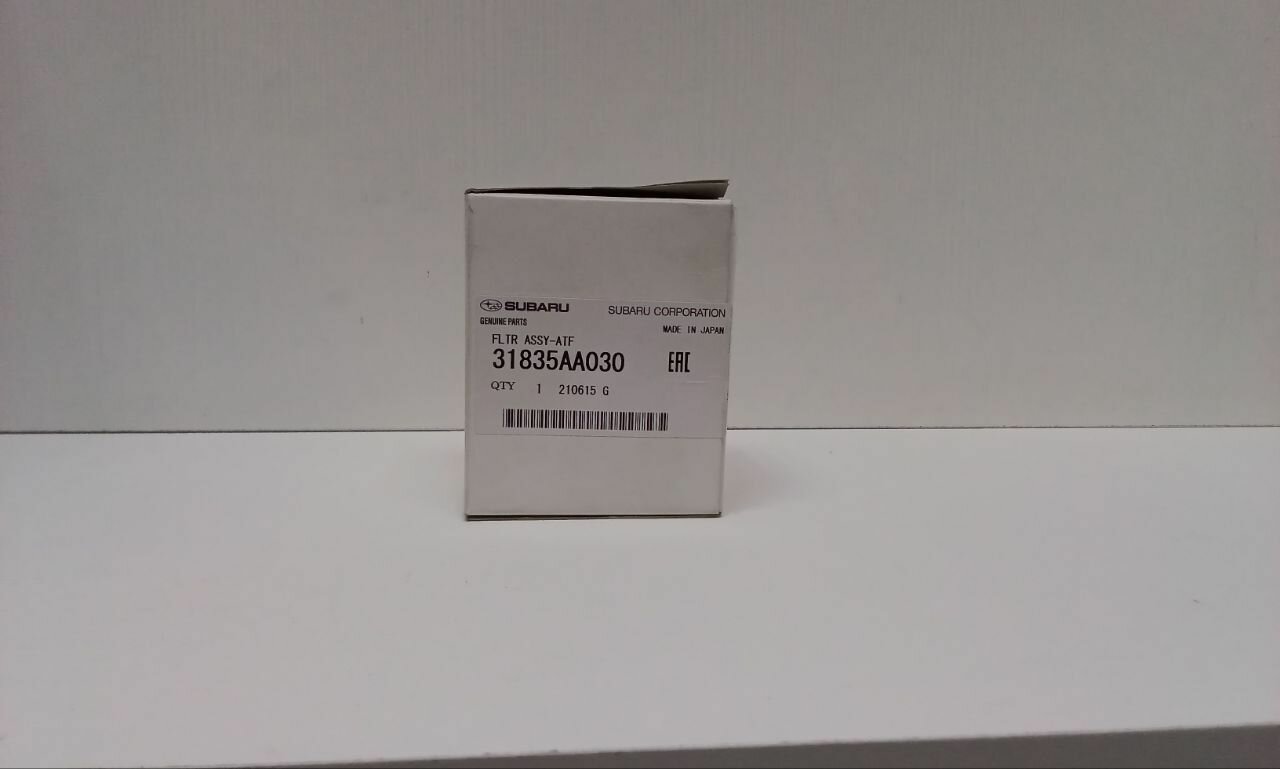 SUBARU SUBARU CORPORATION
GENUINE PARTS MADE IN JAPAN
FLTR ASSY-ATF
31835AA030 EAC
QTY 1 210615 G